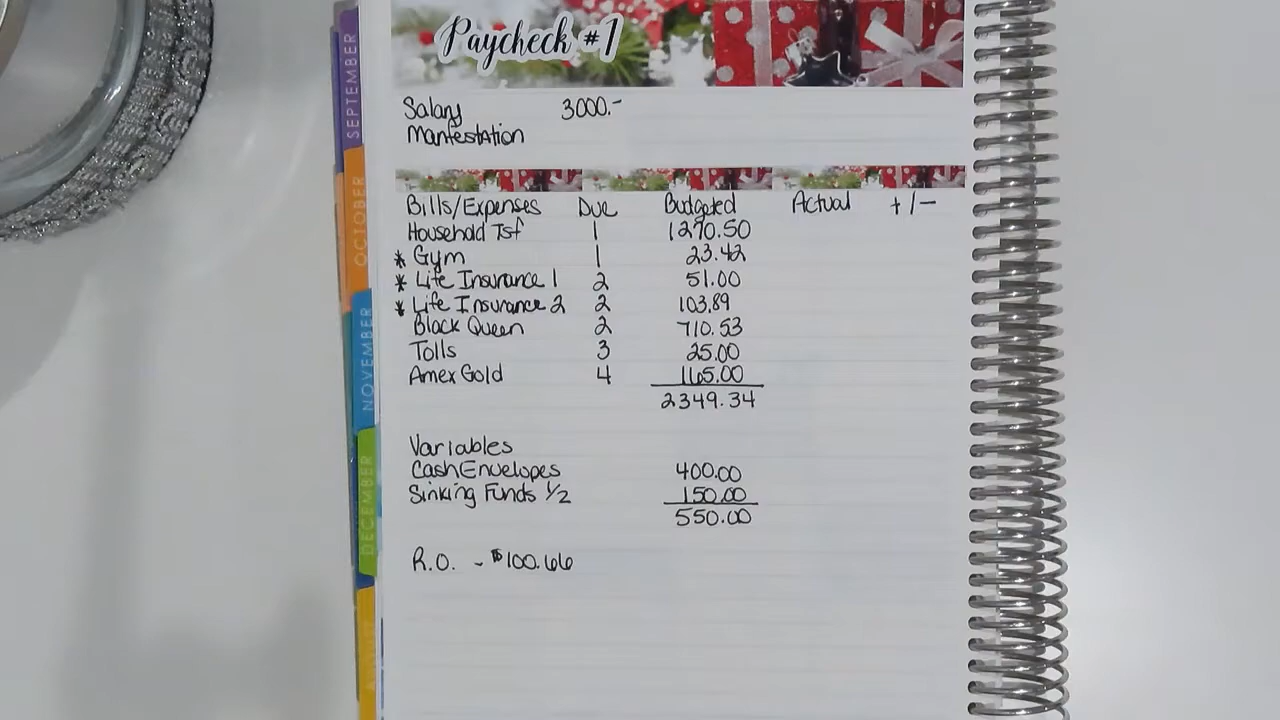 Paycheck #1
Salary 3000.-
Manfestation
Bills/Expenses Due Budgeted Actual +/-
Household Tsf 1 1270.50
* Gym 1 23.42
* Life Insurance 1 2 51.00
* Life Insurance 2 2 103.89
Black Queen 2 710.53
Tolls 3 25.00
Amex Gold 4 165.00
2349.34
Variables
Cash Envelopes 400.00
Sinking Funds 1/2 150.00
550.00
R.O. - $100.66
SEPTEMBER
OCTOBER
NOVEMBER
DECEMBER